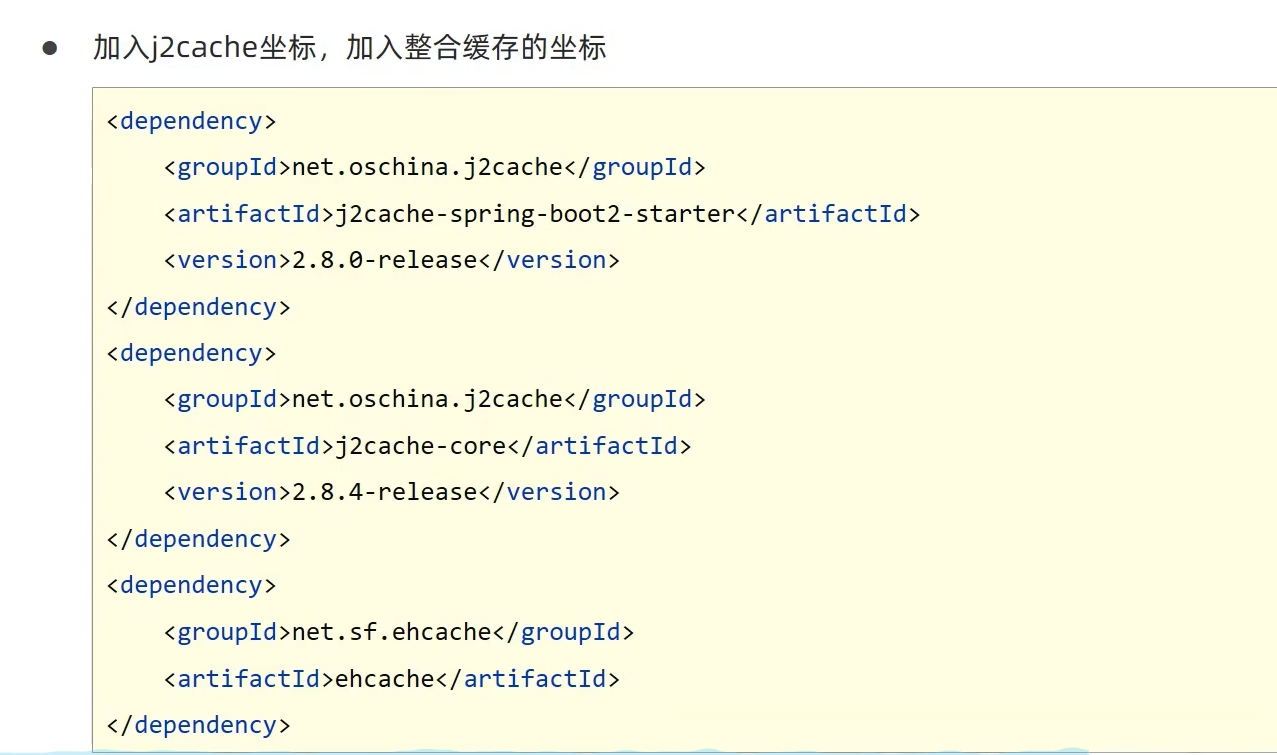 ● 加入j2cache坐标，加入整合缓存的坐标
<dependency>
    <groupId>net.oschina.j2cache</groupId>
    <artifactId>j2cache-spring-boot2-starter</artifactId>
    <version>2.8.0-release</version>
</dependency>
<dependency>
    <groupId>net.oschina.j2cache</groupId>
    <artifactId>j2cache-core</artifactId>
    <version>2.8.4-release</version>
</dependency>
<dependency>
    <groupId>net.sf.ehcache</groupId>
    <artifactId>ehcache</artifactId>
</dependency>